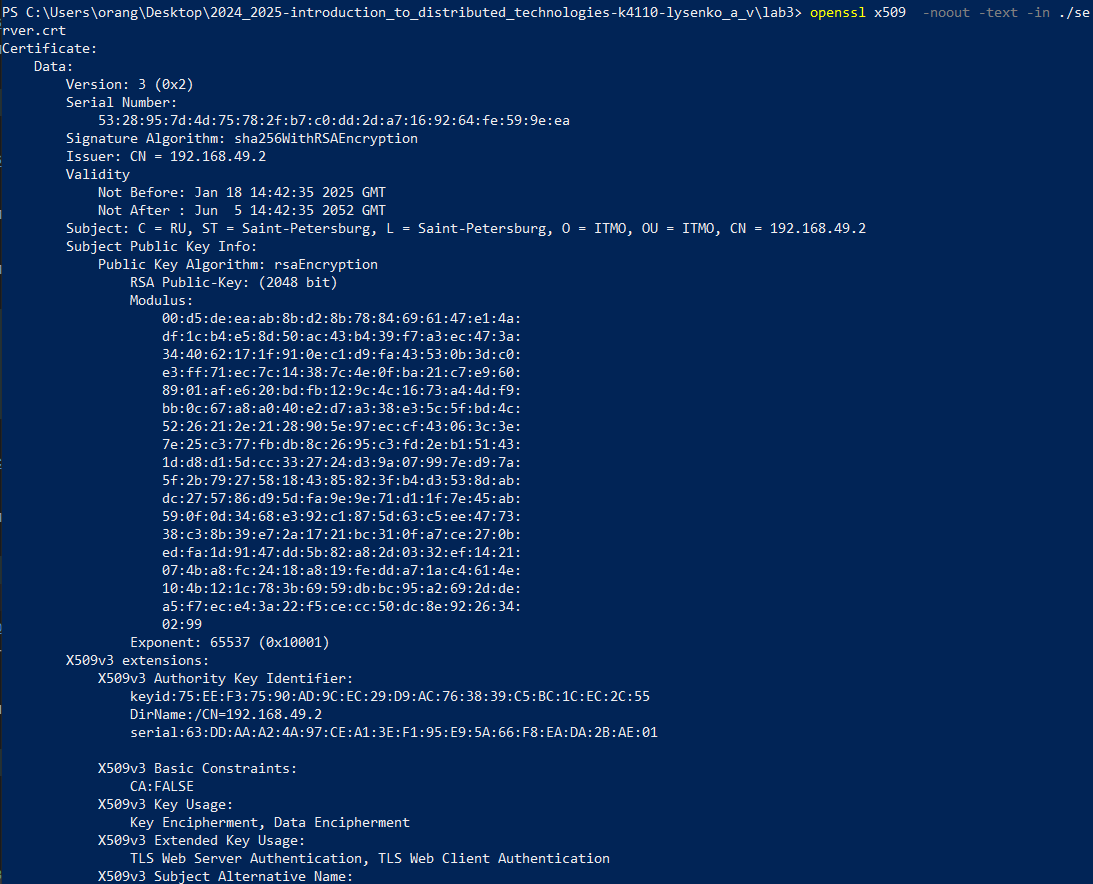 PS C:\Users\orang\Desktop\2024_2025-introduction_to_distributed_technologies-k4110-lysenko_a_v\lab3> openssl x509  -noout -text -in ./se
rver.crt
Certificate:
    Data:
        Version: 3 (0x2)
        Serial Number:
            53:28:95:7d:4d:75:78:2f:b7:c0:dd:2d:a7:16:92:64:fe:59:9e:ea
        Signature Algorithm: sha256WithRSAEncryption
        Issuer: CN = 192.168.49.2
        Validity
            Not Before: Jan 18 14:42:35 2025 GMT
            Not After : Jun  5 14:42:35 2052 GMT
        Subject: C = RU, ST = Saint-Petersburg, L = Saint-Petersburg, O = ITMO, OU = ITMO, CN = 192.168.49.2
        Subject Public Key Info:
            Public Key Algorithm: rsaEncryption
                RSA Public-Key: (2048 bit)
                Modulus:
                    00:d5:de:ea:ab:8b:d2:8b:78:84:69:61:47:e1:4a:
                    df:1c:b4:e5:8d:50:ac:43:b4:39:f7:a3:ec:47:3a:
                    34:40:62:17:1f:91:0e:c1:d9:fa:43:53:0b:3d:c0:
                    e3:ff:71:ec:7c:14:38:7c:4e:0f:ba:21:c7:e9:60:
                    89:01:af:e6:20:bd:fb:12:9c:4c:16:73:a4:4d:f9:
                    bb:0c:67:a8:a0:40:e2:d7:a3:38:e3:5c:5f:bd:4c:
                    52:26:21:2e:21:28:90:5e:97:ec:cf:43:06:3c:3e:
                    7e:25:c3:77:fb:db:8c:26:95:c3:fd:2e:b1:51:43:
                    1d:d8:d1:5d:cc:33:27:24:d3:9a:07:99:7e:d9:7a:
                    5f:2b:79:27:58:18:43:85:82:3f:b4:d3:53:8d:ab:
                    dc:27:57:86:d9:5d:fa:9e:9e:71:d1:1f:7e:45:ab:
                    59:0f:0d:34:68:e3:92:c1:87:5d:63:c5:ee:47:73:
                    38:c3:8b:39:e7:2a:17:21:bc:31:0f:a7:ce:27:0b:
                    ed:fa:1d:91:47:dd:5b:82:a8:2d:03:32:ef:14:21:
                    07:4b:a8:fc:24:18:a8:19:fe:dd:a7:1a:c4:61:4e:
                    10:4b:12:1c:78:3b:69:59:db:bc:95:a2:69:2d:de:
                    a5:f7:ec:e4:3a:22:f5:ce:cc:50:dc:8e:92:26:34:
                    02:99
                Exponent: 65537 (0x10001)
        X509v3 extensions:
            X509v3 Authority Key Identifier:
                keyid:75:EE:F3:75:90:AD:9C:EC:29:D9:AC:76:38:39:C5:BC:1C:EC:2C:55
                DirName:/CN=192.168.49.2
                serial:63:DD:AA:A2:4A:97:CE:A1:3E:F1:95:E9:5A:66:F8:EA:DA:2B:AE:01

            X509v3 Basic Constraints:
                CA:FALSE
            X509v3 Key Usage:
                Key Encipherment, Data Encipherment
            X509v3 Extended Key Usage:
                TLS Web Server Authentication, TLS Web Client Authentication
            X509v3 Subject Alternative Name: